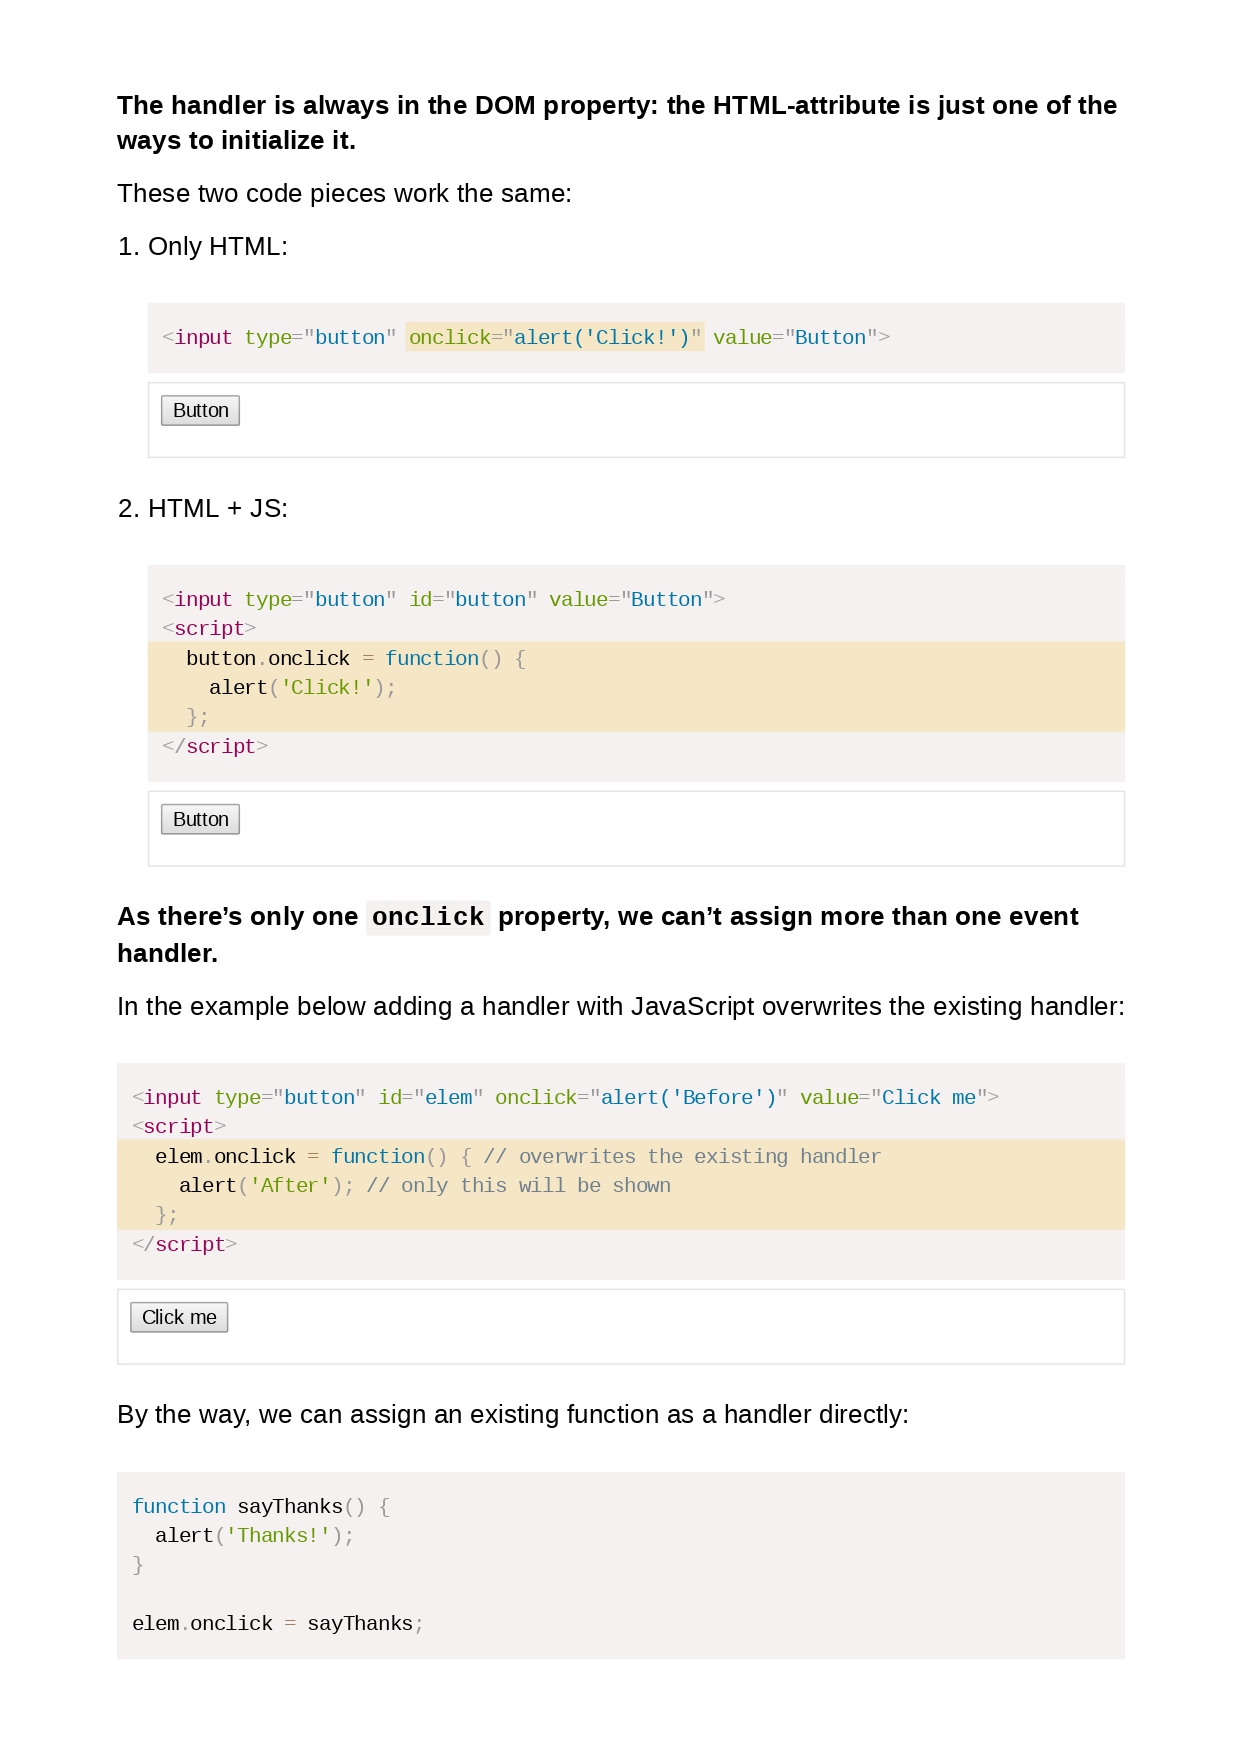 The handler is always in the DOM property: the HTML-attribute is just one of the
ways to initialize it.
These two code pieces work the same:
1. Only HTML:
<input type="button" onclick="alert('Click!')" value="Button">
Button
2. HTML + JS:
<input type="button" id="button" value="Button">
<script>
  button.onclick = function() {
    alert('Click!');
  };
</script>
Button
As there’s only one onclick property, we can’t assign more than one event
handler.
In the example below adding a handler with JavaScript overwrites the existing handler:
<input type="button" id="elem" onclick="alert('Before')" value="Click me">
<script>
  elem.onclick = function() { // overwrites the existing handler
    alert('After'); // only this will be shown
  };
</script>
Click me
By the way, we can assign an existing function as a handler directly:
function sayThanks() {
  alert('Thanks!');
}
elem.onclick = sayThanks;